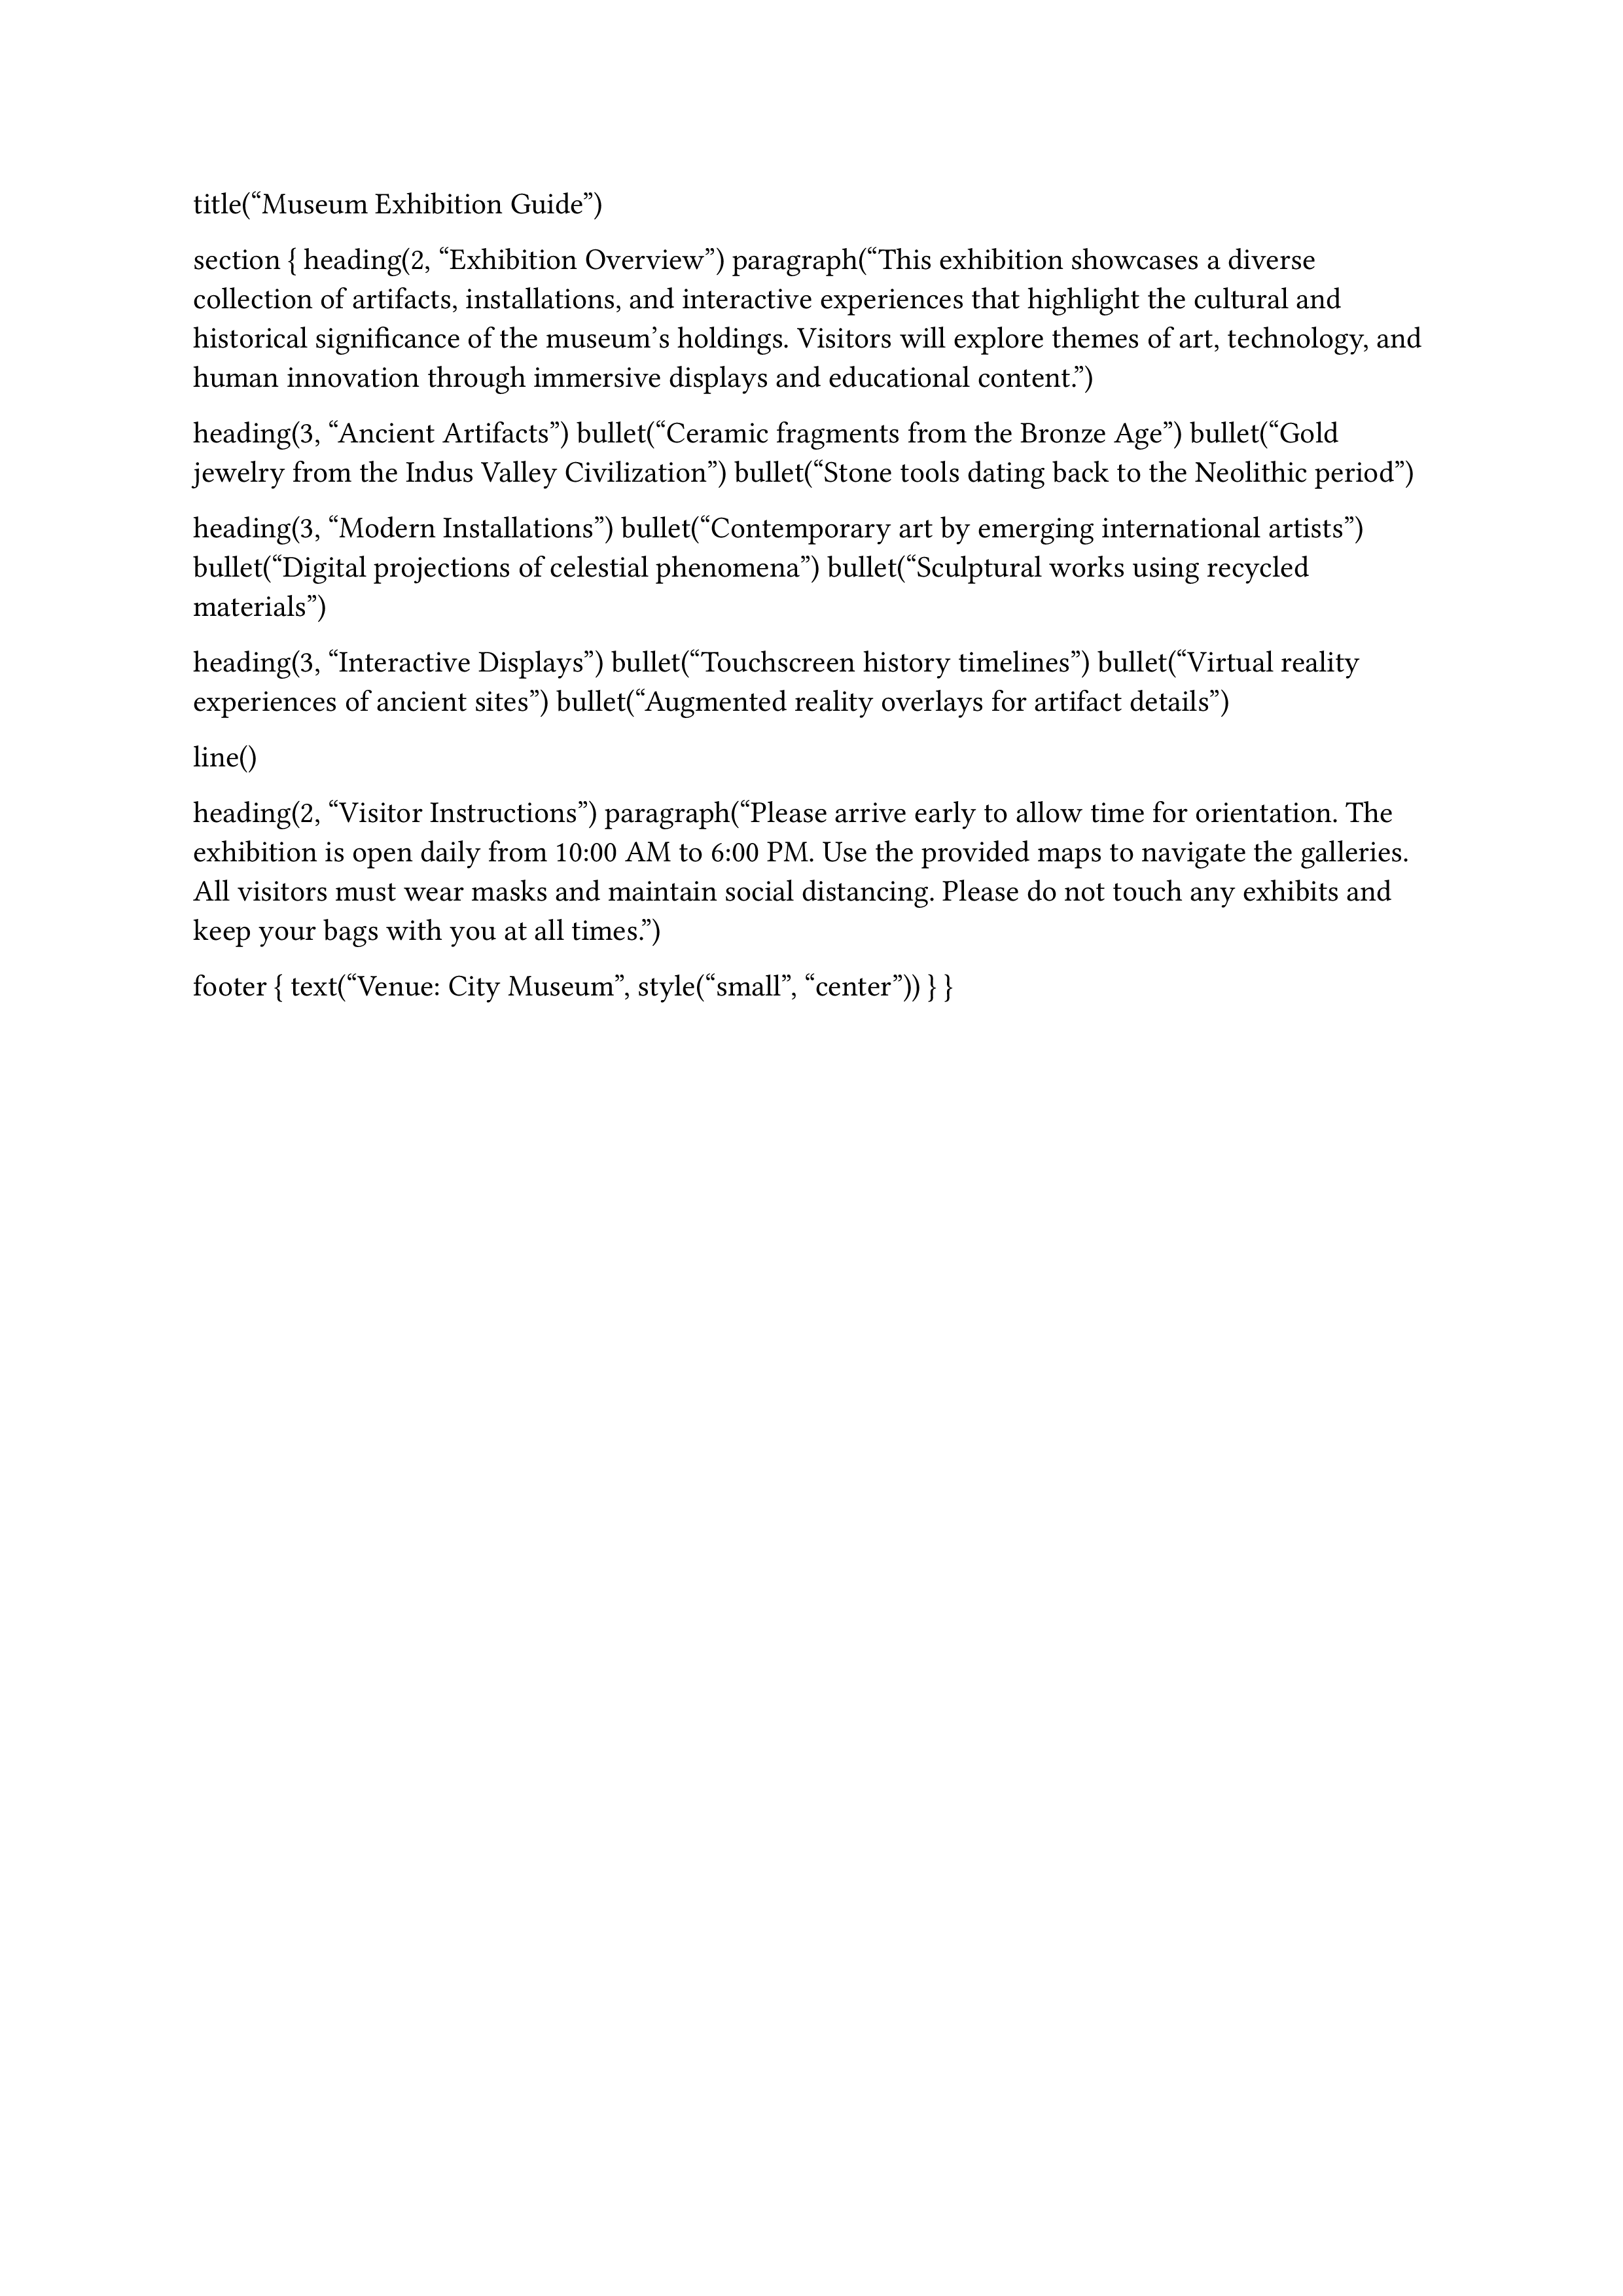 title(“Museum Exhibition Guide”)
section { heading(2, “Exhibition Overview”) paragraph(“This exhibition showcases a diverse
collection of artifacts, installations, and interactive experiences that highlight the cultural and
historical significance of the museum’s holdings. Visitors will explore themes of art, technology, and
human innovation through immersive displays and educational content.”)
heading(3, “Ancient Artifacts”) bullet(“Ceramic fragments from the Bronze Age”) bullet(“Gold
jewelry from the Indus Valley Civilization”) bullet(“Stone tools dating back to the Neolithic period”)
heading(3, “Modern Installations”) bullet(“Contemporary art by emerging international artists”)
bullet(“Digital projections of celestial phenomena”) bullet(“Sculptural works using recycled
materials”)
heading(3, “Interactive Displays”) bullet(“Touchscreen history timelines”) bullet(“Virtual reality
experiences of ancient sites”) bullet(“Augmented reality overlays for artifact details”)
line()
heading(2, “Visitor Instructions”) paragraph(“Please arrive early to allow time for orientation. The
exhibition is open daily from 10:00 AM to 6:00 PM. Use the provided maps to navigate the galleries.
All visitors must wear masks and maintain social distancing. Please do not touch any exhibits and
keep your bags with you at all times.”)
footer { text(“Venue: City Museum”, style(“small”, “center”)) } }